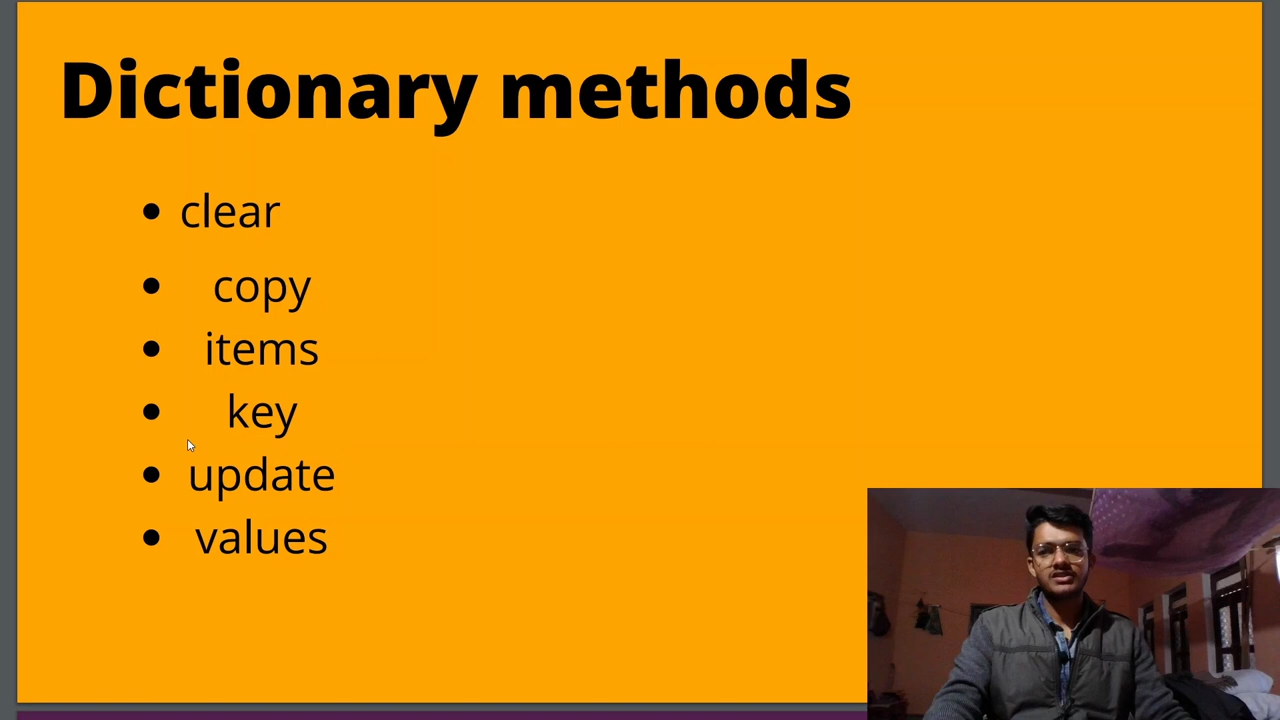 Dictionary methods
clear
copy
items
key
update
values